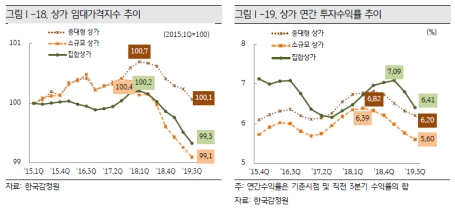 그림 I-18, 상가 임대가격지수 추이
101
100
99
(2015.1Q=100)
중대형 상가
소규모 상가
집합상가
100.7
100.4
100.2
100.1
99.3
99.1
'15.1Q
'15.4Q
'16.3Q
'17.2Q
'18.1Q
'18.4Q
'19.3Q
자료: 한국감정원
그림 I-19, 상가 연간 투자수익률 추이
(%)
8
7
6
5
4
중대형 상가
소규모 상가
집합상가
7.09
6.82
6.39
6.41
6.20
5.60
'15.4Q
'16.3Q
'17.2Q
'18.1Q
'18.4Q
'19.3Q
주: 연간수익률은 기준시점 및 직전 3분기 수익률의 합
자료: 한국감정원